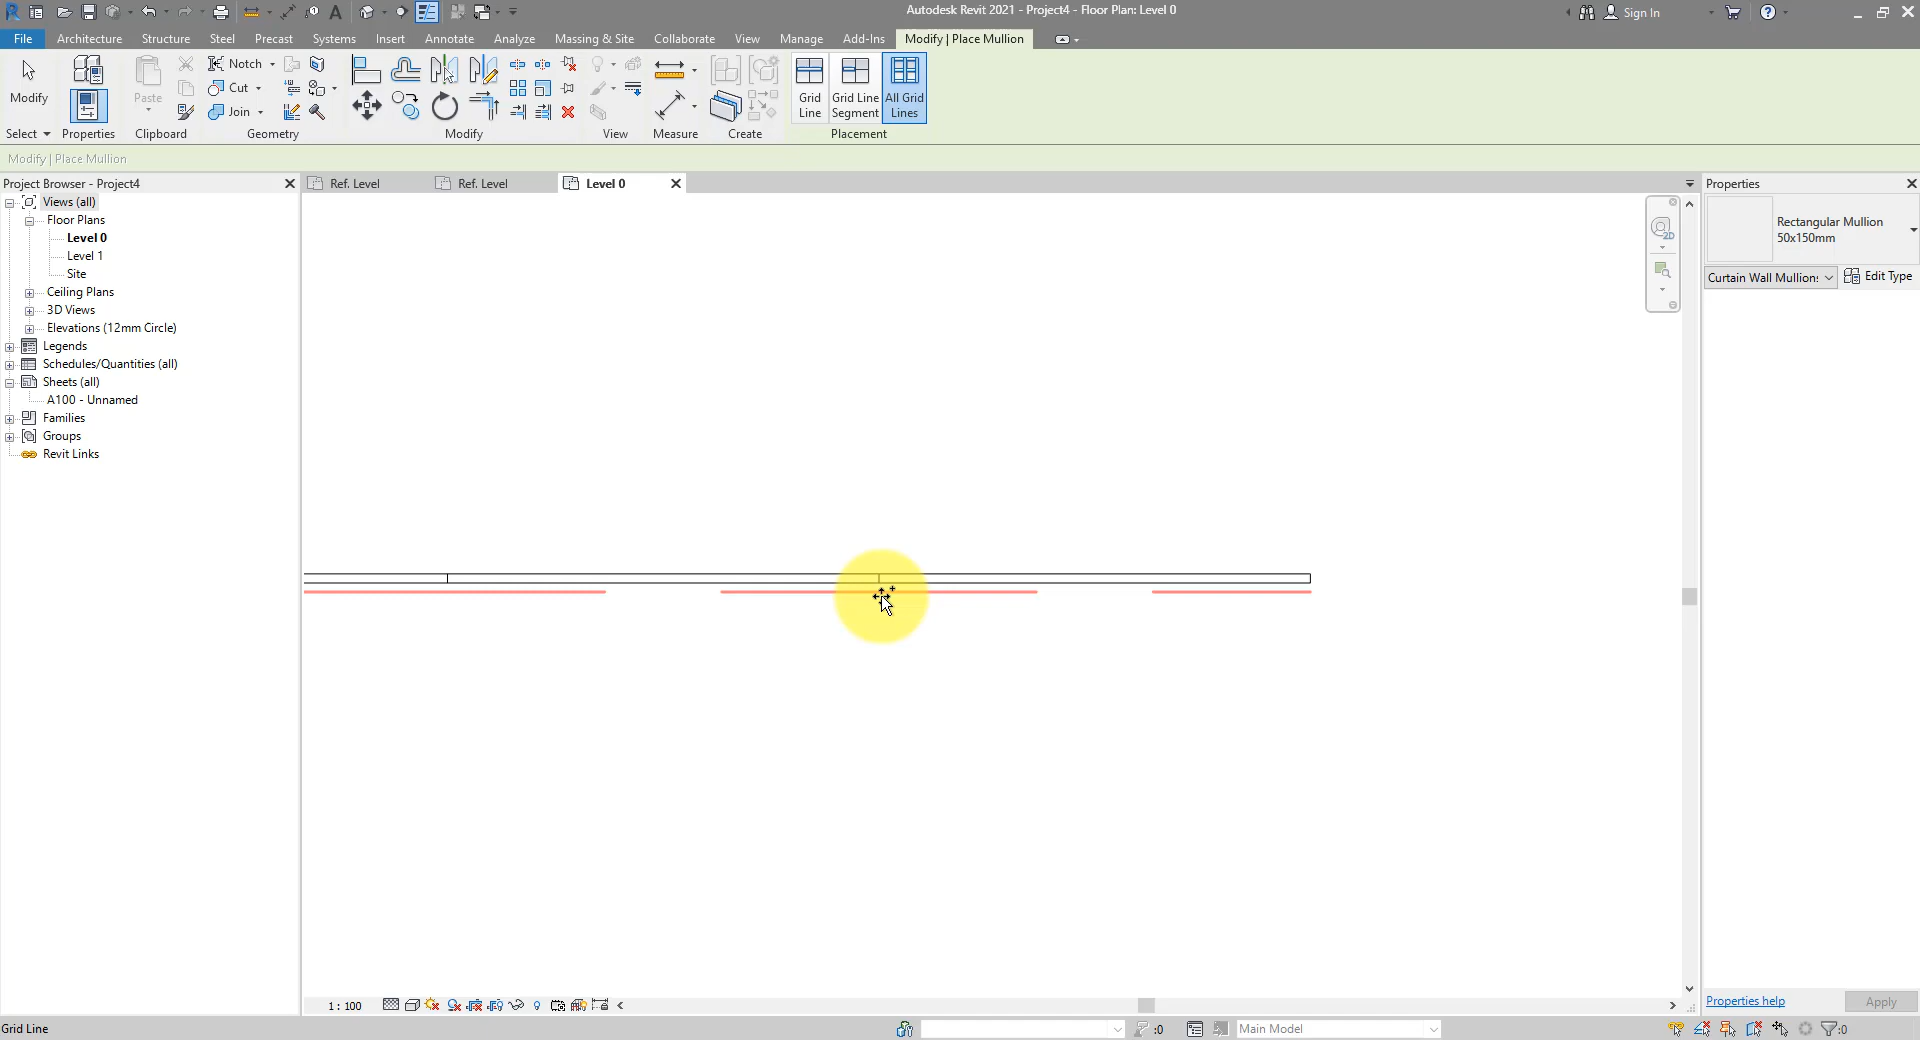 Autodesk Revit 2021 - Project4 - Floor Plan: Level 0
Sign In
File Architecture Structure Steel Precast Systems Insert Annotate Analyze Massing & Site Collaborate View Manage Add-Ins Modify | Place Mullion
Modify
Paste
Notch
Cut
Join
Grid Line
Grid Line Segment
All Grid Lines
Select Properties Clipboard Geometry Modify View Measure Create Placement
Modify | Place Mullion
Project Browser - Project4
Views (all)
Floor Plans
Level 0
Level 1
Site
Ceiling Plans
3D Views
Elevations (12mm Circle)
Legends
Schedules/Quantities (all)
Sheets (all)
A100 - Unnamed
Families
Groups
Revit Links
Ref. Level
Ref. Level
Level 0
2D
Properties
Rectangular Mullion
50x150mm
Curtain Wall Mullions
Edit Type
Properties help
Apply
1 : 100
Grid Line
:0
Main Model
:0